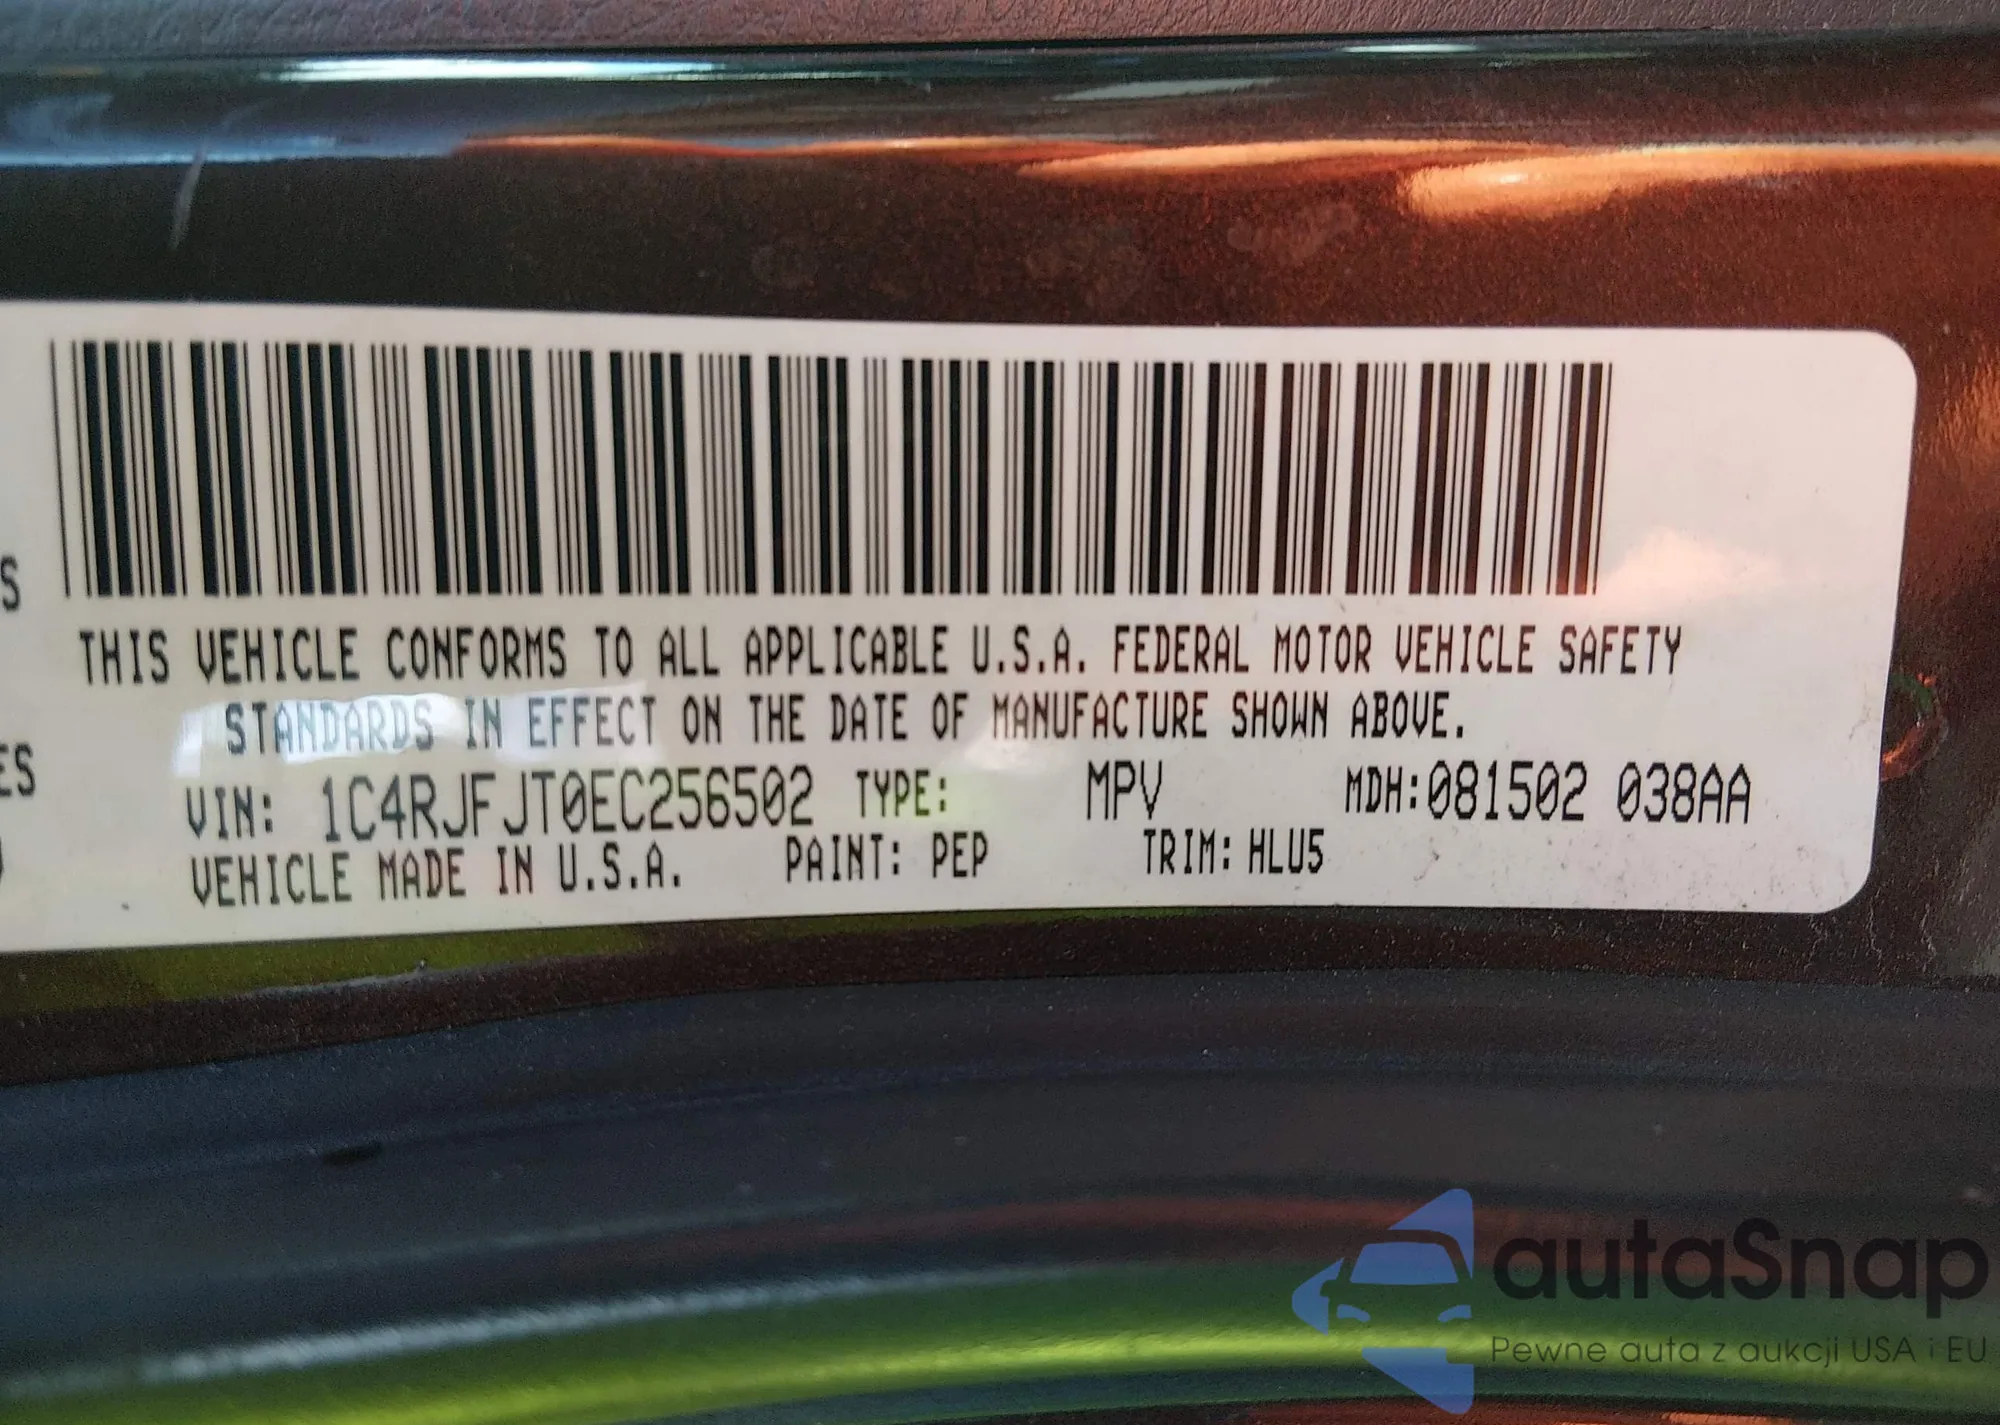 S
THIS VEHICLE CONFORMS TO ALL APPLICABLE U.S.A. FEDERAL MOTOR VEHICLE SAFETY
STANDARDS IN EFFECT ON THE DATE OF MANUFACTURE SHOWN ABOVE.
ES
VIN: 1C4RJFJT0EC256502 TYPE: MPV MDH:081502 038AA
VEHICLE MADE IN U.S.A. PAINT: PEP TRIM: HLU5
autaSnap
Pewne auta z aukcji USA i EU